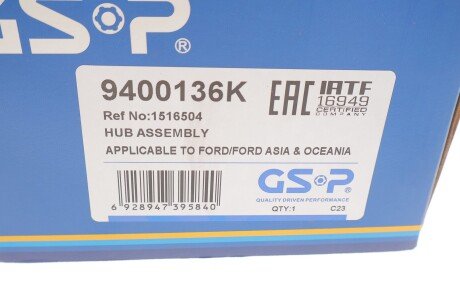 GSP®
9400136K
EAC IATF
16949
CERTIFIED
COMPANY
Ref No:1516504
HUB ASSEMBLY
APPLICABLE TO FORD/FORD ASIA & OCEANIA
GSP
QUALITY DRIVEN PERFORMANCE
6 928947 395840
QTY:1 C23